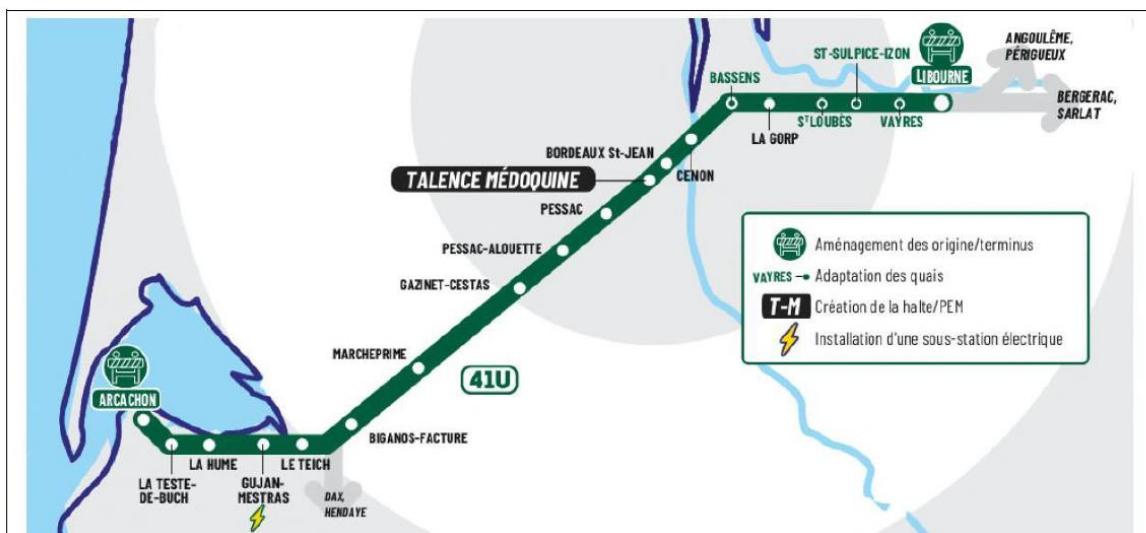 ANGOULÊME,
PÉRIGUEUX
ST-SULPICE-IZON
BASSENS
LIBOURNE
BERGERAC,
SARLAT
LA GORP
STLOUBÈS
VAYRES
BORDEAUX St-JEAN
CENON
TALENCE MÉDOQUINE
PESSAC
PESSAC-ALOUETTE
GAZINET-CESTAS
MARCHEPRIME
41U
ARCACHON
BIGANOS-FACTURE
LA TESTE-
DE-BUCH
LA HUME
GUJAN-
MESTRAS
LE TEICH
DAX,
HENDAYE
Aménagement des origine/terminus
VAYRES Adaptation des quais
T-M Création de la halte/PEM
Installation d'une sous-station électrique